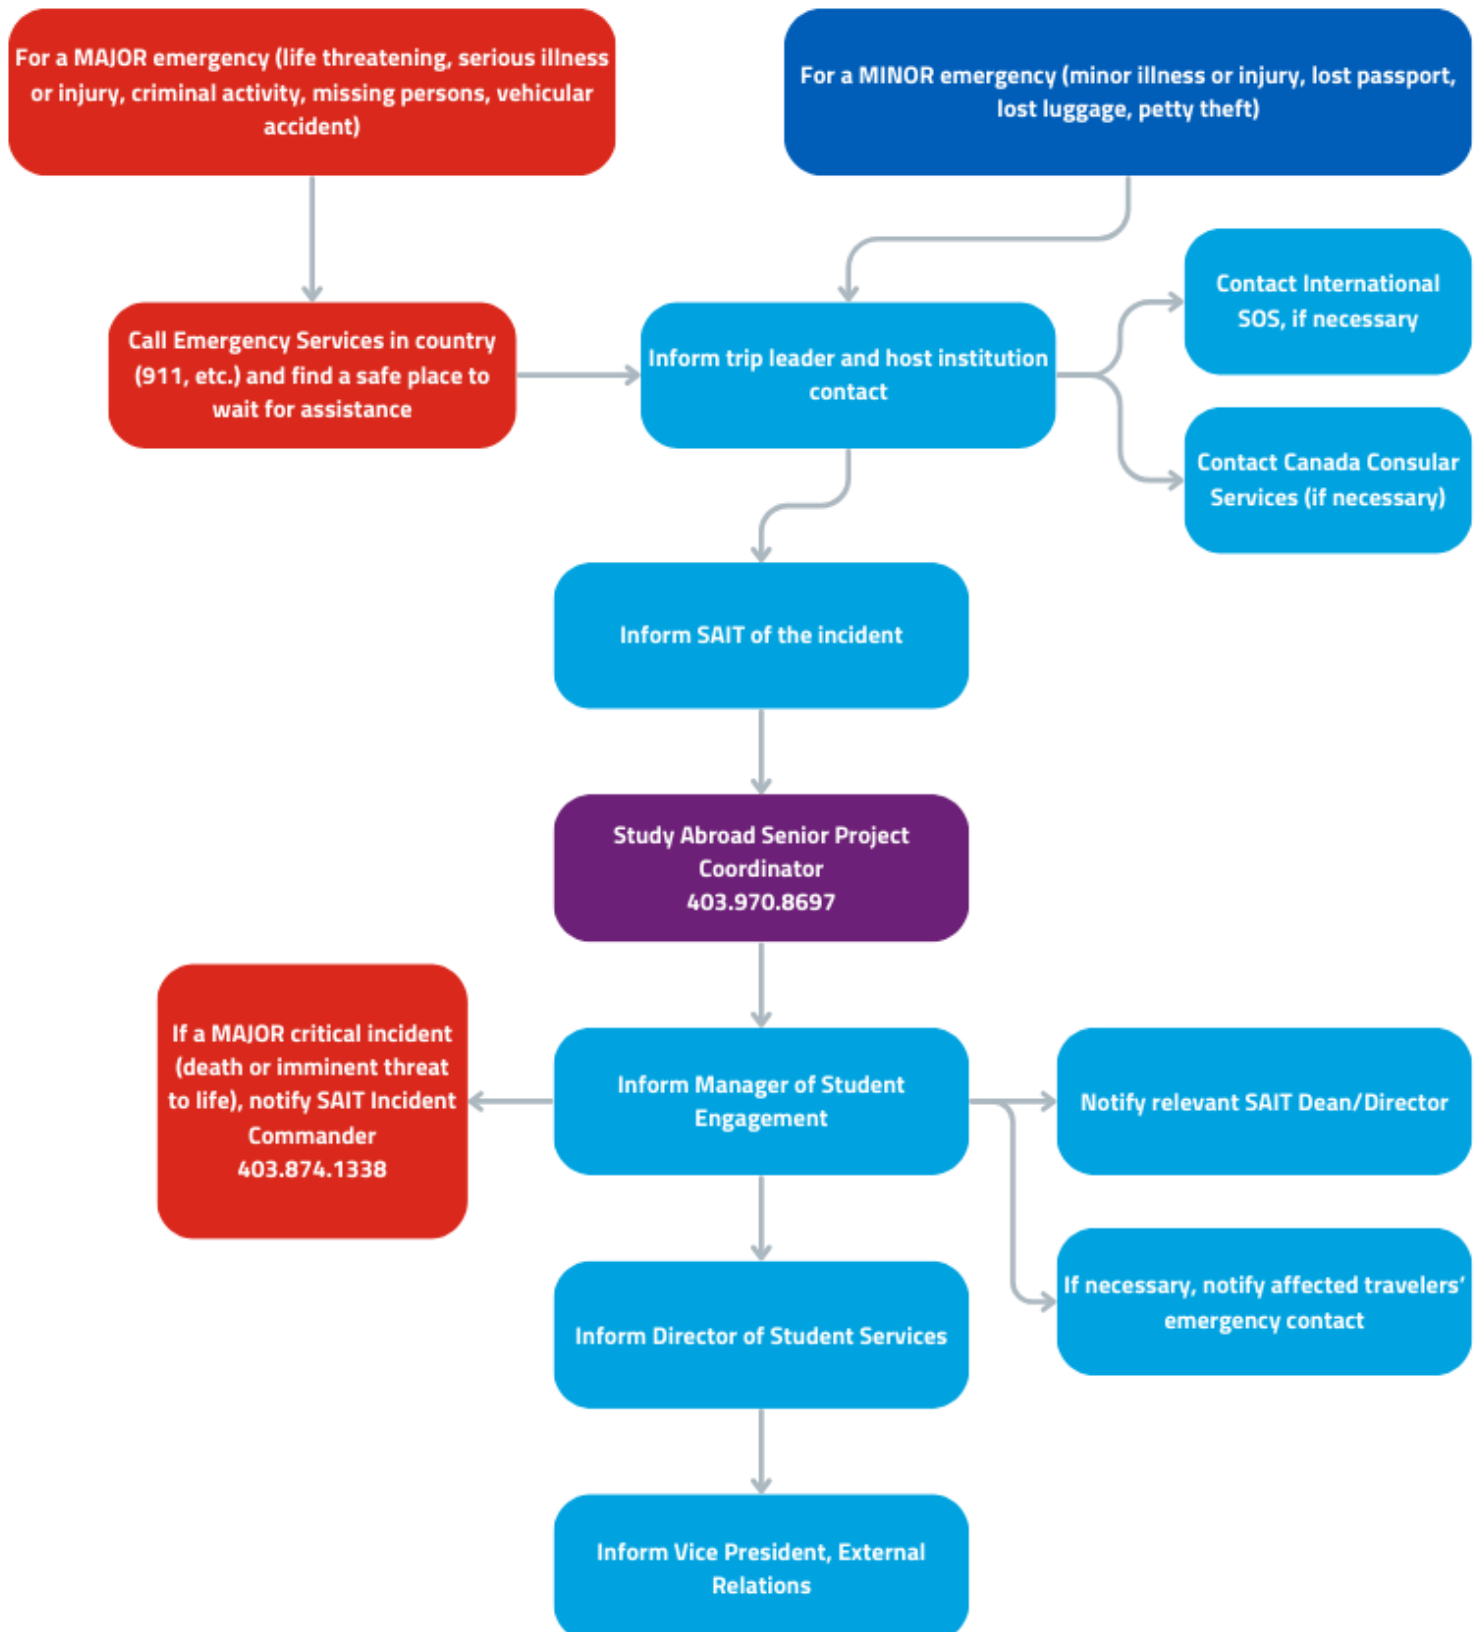 For a MAJOR emergency (life threatening, serious illness
or injury, criminal activity, missing persons, vehicular
accident)
For a MINOR emergency (minor illness or injury, lost passport,
lost luggage, petty theft)
Call Emergency Services in country
(911, etc.) and find a safe place to
wait for assistance
Inform trip leader and host institution
contact
Contact International
SOS, if necessary
Contact Canada Consular
Services (if necessary)
Inform SAIT of the incident
Study Abroad Senior Project
Coordinator
403.970.8697
If a MAJOR critical incident
(death or imminent threat
to life), notify SAIT Incident
Commander
403.874.1338
Inform Manager of Student
Engagement
Notify relevant SAIT Dean/Director
If necessary, notify affected travelers’
emergency contact
Inform Director of Student Services
Inform Vice President, External
Relations